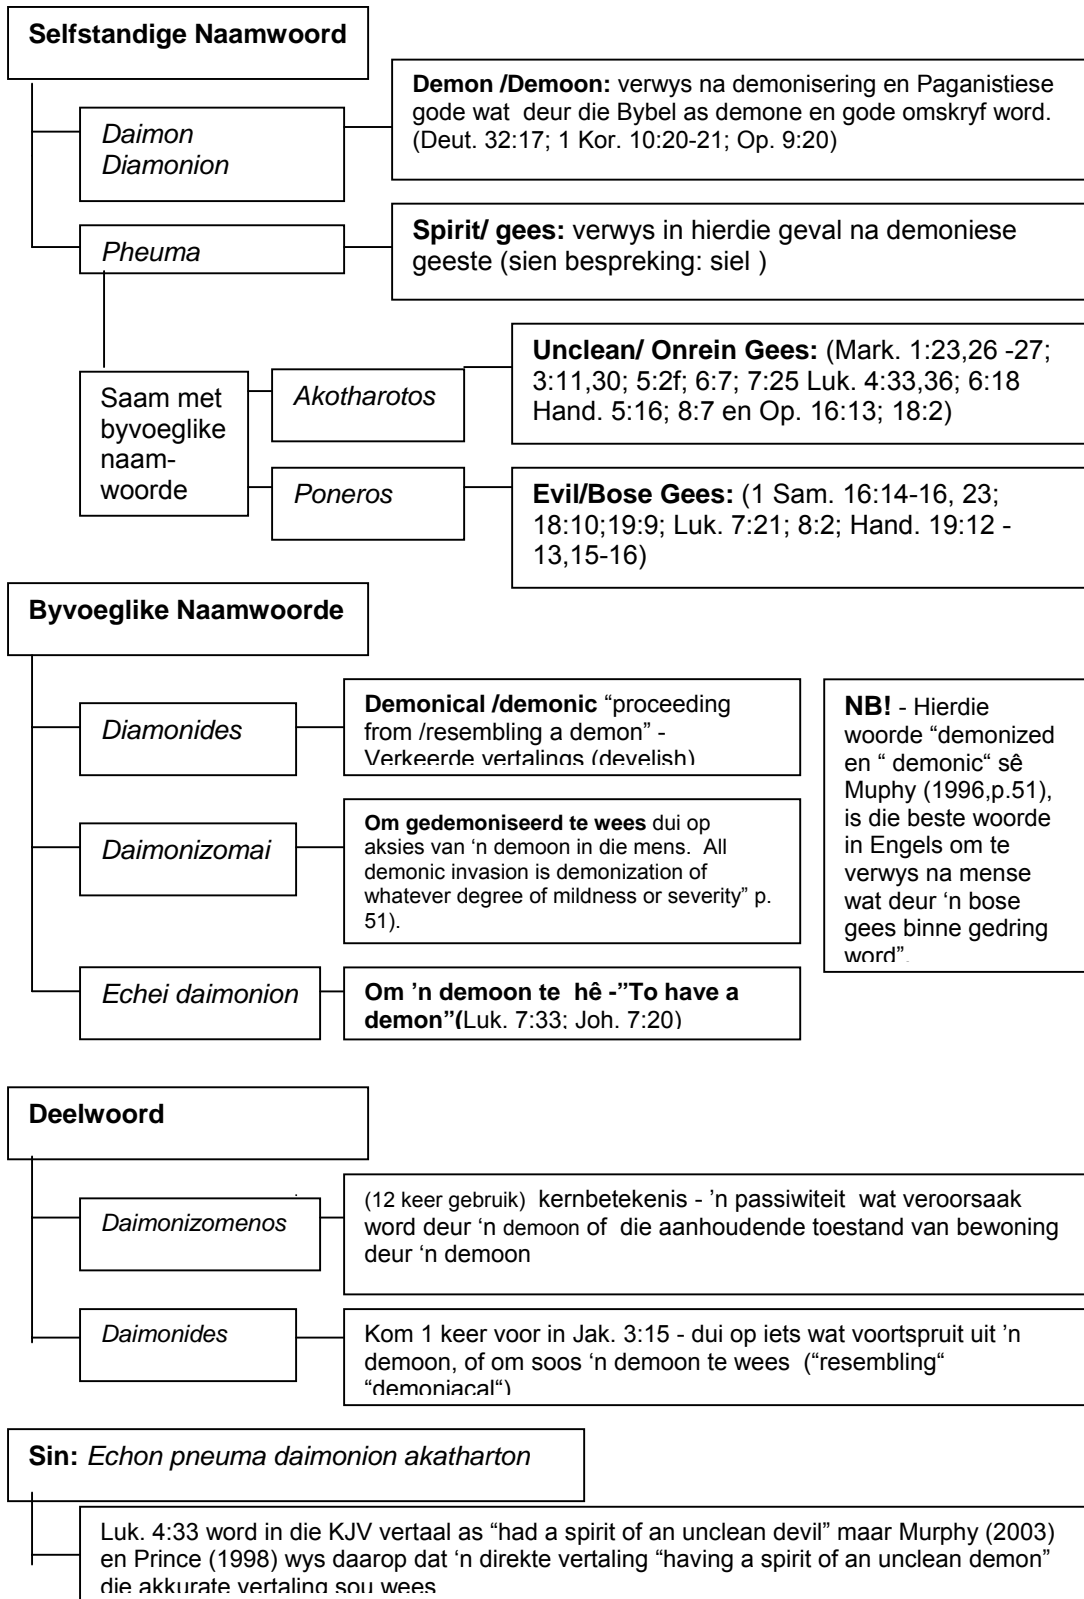 Selfstandige Naamwoord
Daimon
Diamonion
Demon /Demoon: verwys na demonisering en Paganistiese
gode wat deur die Bybel as demone en gode omskryf word.
(Deut. 32:17; 1 Kor. 10:20-21; Op. 9:20)
Pheuma
Spirit/ gees: verwys in hierdie geval na demoniese
geeste (sien bespreking: siel )
Saam met
byvoeglike
naam-
woorde
Akotharotos
Unclean/ Onrein Gees: (Mark. 1:23,26 -27;
3:11,30; 5:2f; 6:7; 7:25 Luk. 4:33,36; 6:18
Hand. 5:16; 8:7 en Op. 16:13; 18:2)
Poneros
Evil/Bose Gees: (1 Sam. 16:14-16, 23;
18:10;19:9; Luk. 7:21; 8:2; Hand. 19:12 -
13,15-16)
Byvoeglike Naamwoorde
Diamonides
Demonical /demonic “proceeding
from /resembling a demon” -
Verkeerde vertalings (develish)
Daimonizomai
Om gedemoniseerd te wees dui op
aksies van ‘n demoon in die mens. All
demonic invasion is demonization of
whatever degree of mildness or severity” p.
51).
Echei daimonion
Om ’n demoon te hê -”To have a
demon”(Luk. 7:33; Joh. 7:20)
NB! - Hierdie
woorde “demonized
en “ demonic“ sê
Muphy (1996,p.51),
is die beste woorde
in Engels om te
verwys na mense
wat deur ‘n bose
gees binne gedring
word”.
Deelwoord
Daimonizomenos
(12 keer gebruik) kernbetekenis - ’n passiwiteit wat veroorsaak
word deur ‘n demoon of die aanhoudende toestand van bewoning
deur ‘n demoon
Daimonides
Kom 1 keer voor in Jak. 3:15 - dui op iets wat voortspruit uit ’n
demoon, of om soos ‘n demoon te wees (“resembling“
“demoniacal“)
Sin: Echon pneuma daimonion akatharton
Luk. 4:33 word in die KJV vertaal as “had a spirit of an unclean devil” maar Murphy (2003)
en Prince (1998) wys daarop dat ‘n direkte vertaling “having a spirit of an unclean demon”
die akkurate vertaling sou wees